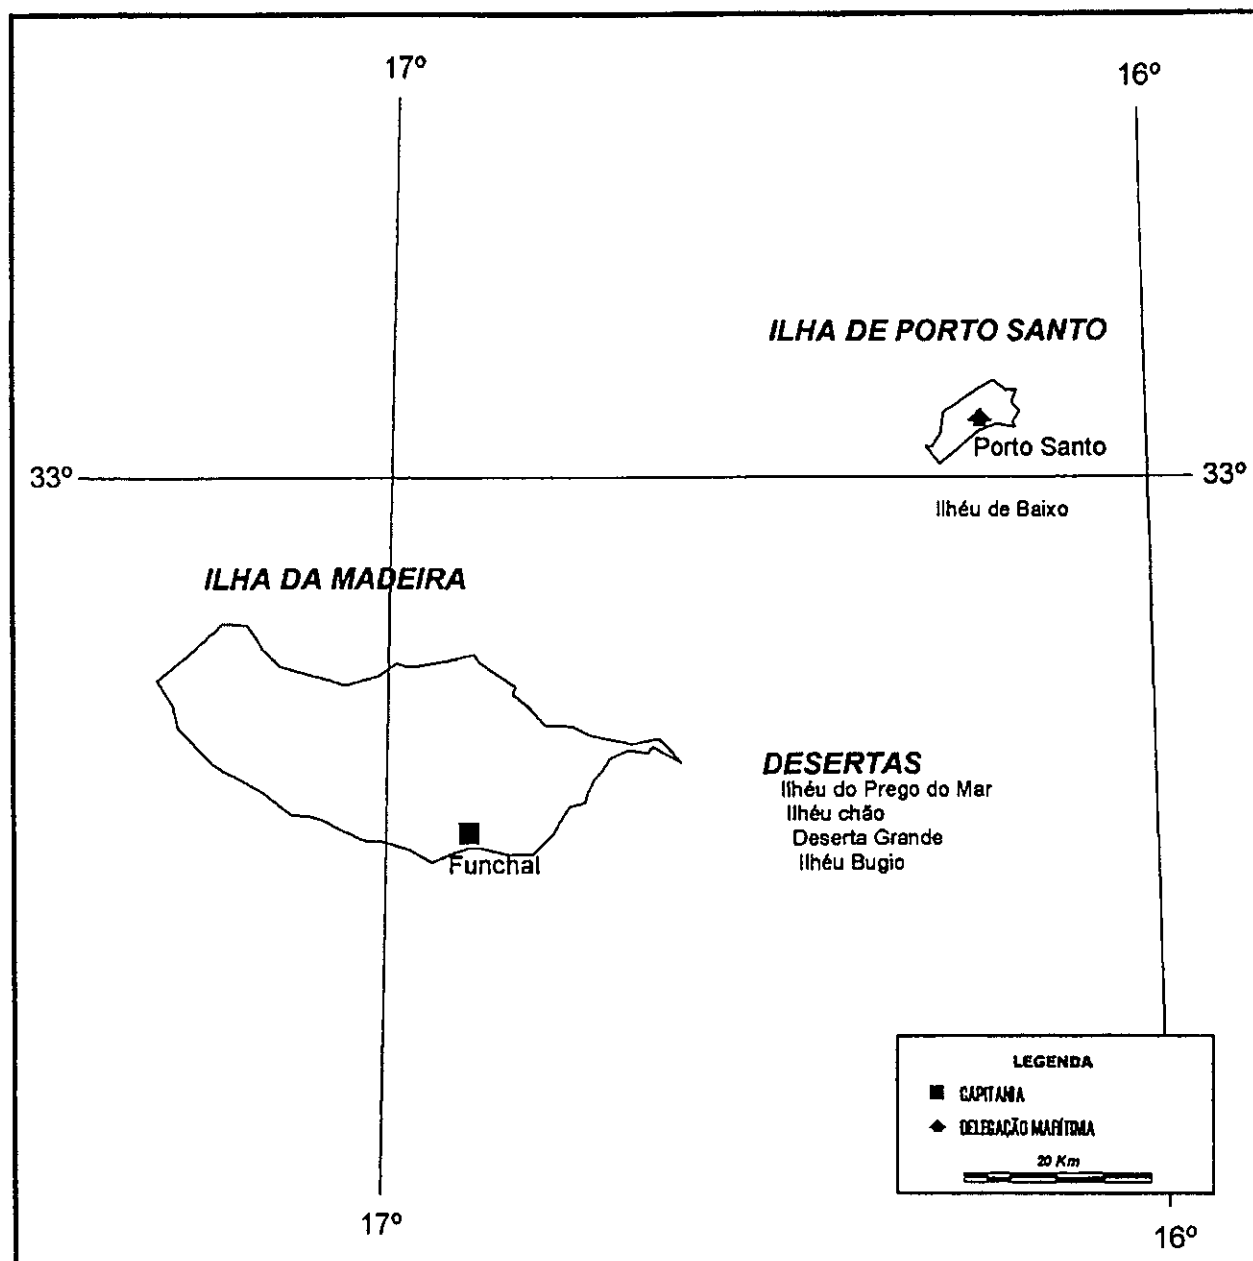 17º
16º
ILHA DE PORTO SANTO
Porto Santo
33º
33º
Ilhéu de Baixo
ILHA DA MADEIRA
DESERTAS
Ilhéu do Prego do Mar
Ilhéu chão
Deserta Grande
Ilhéu Bugio
Funchal
LEGENDA
CAPITANIA
DELEGAÇÃO MARÍTIMA
20 Km
17º
16º